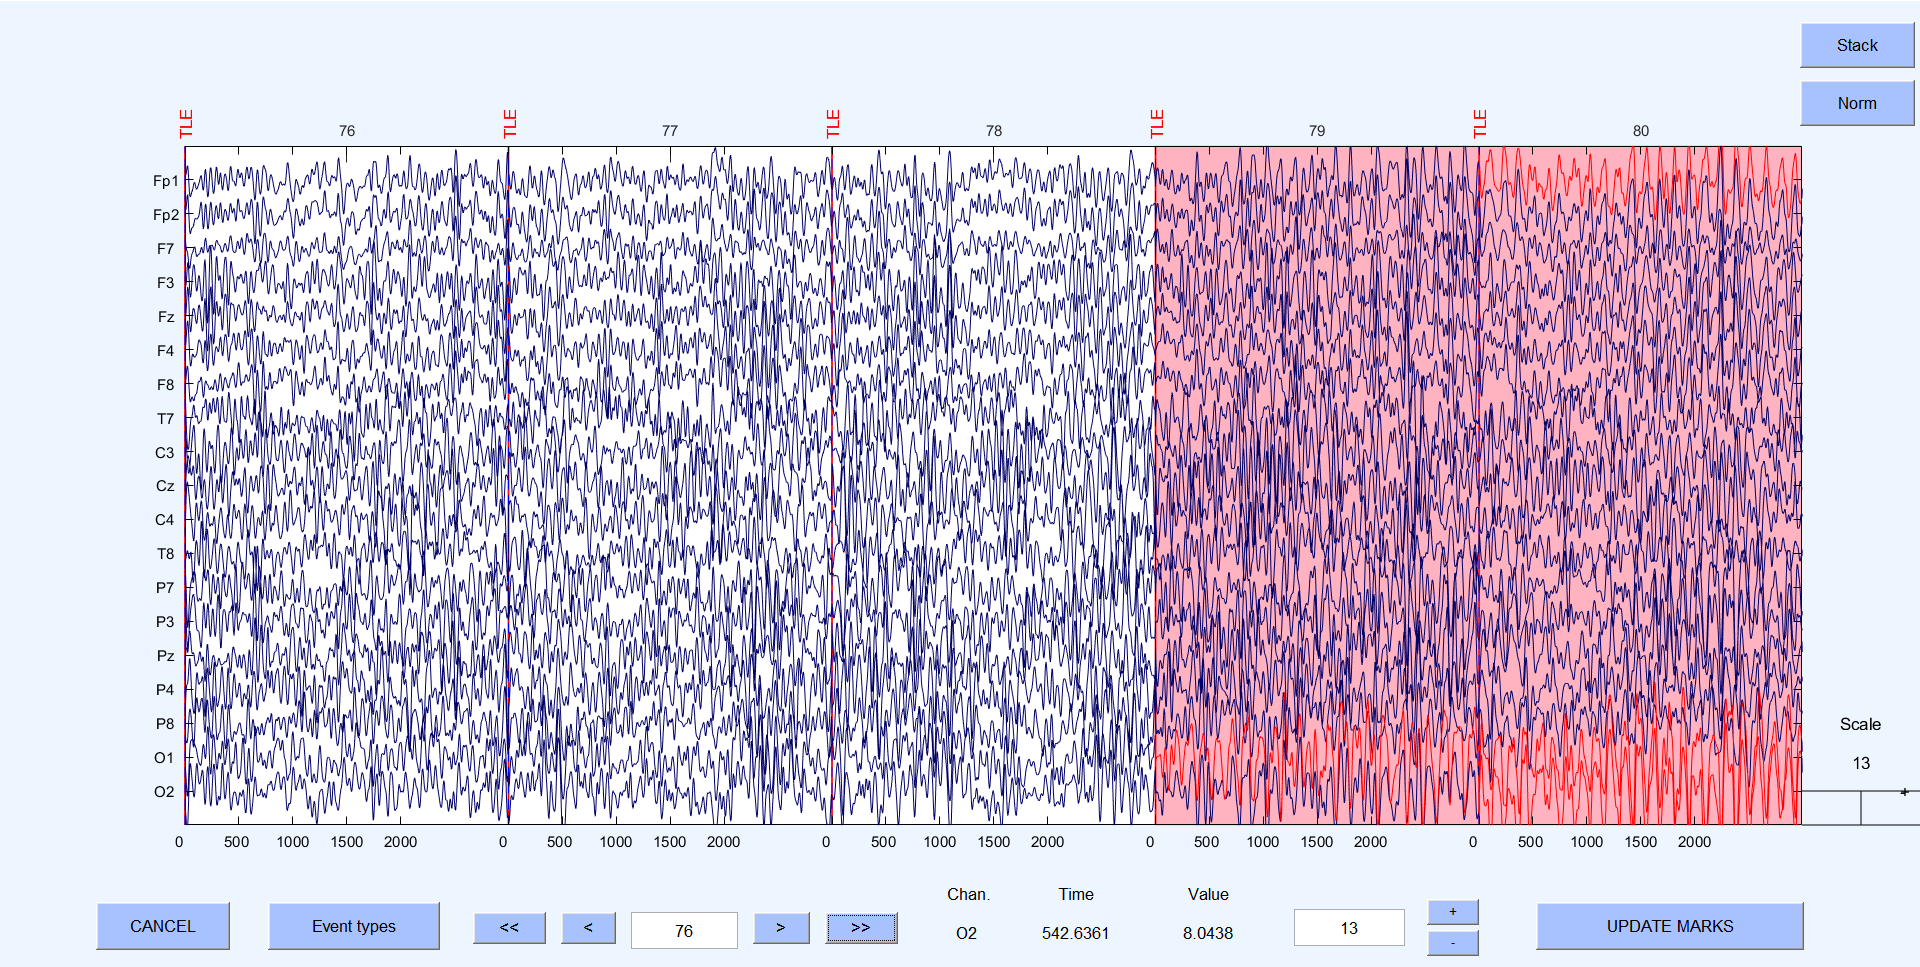 Stack
Norm
TLE 76 TLE 77 TLE 78 TLE 79 TLE 80
Fp1
Fp2
F7
F3
Fz
F4
F8
T7
C3
Cz
C4
T8
P7
P3
Pz
P4
P8
O1
O2
Scale
13
+
0 500 1000 1500 2000 0 500 1000 1500 2000 0 500 1000 1500 2000 0 500 1000 1500 2000 0 500 1000 1500 2000
Chan. Time Value
CANCEL Event types << < 76 > >> O2 542.6361 8.0438 13 + - UPDATE MARKS